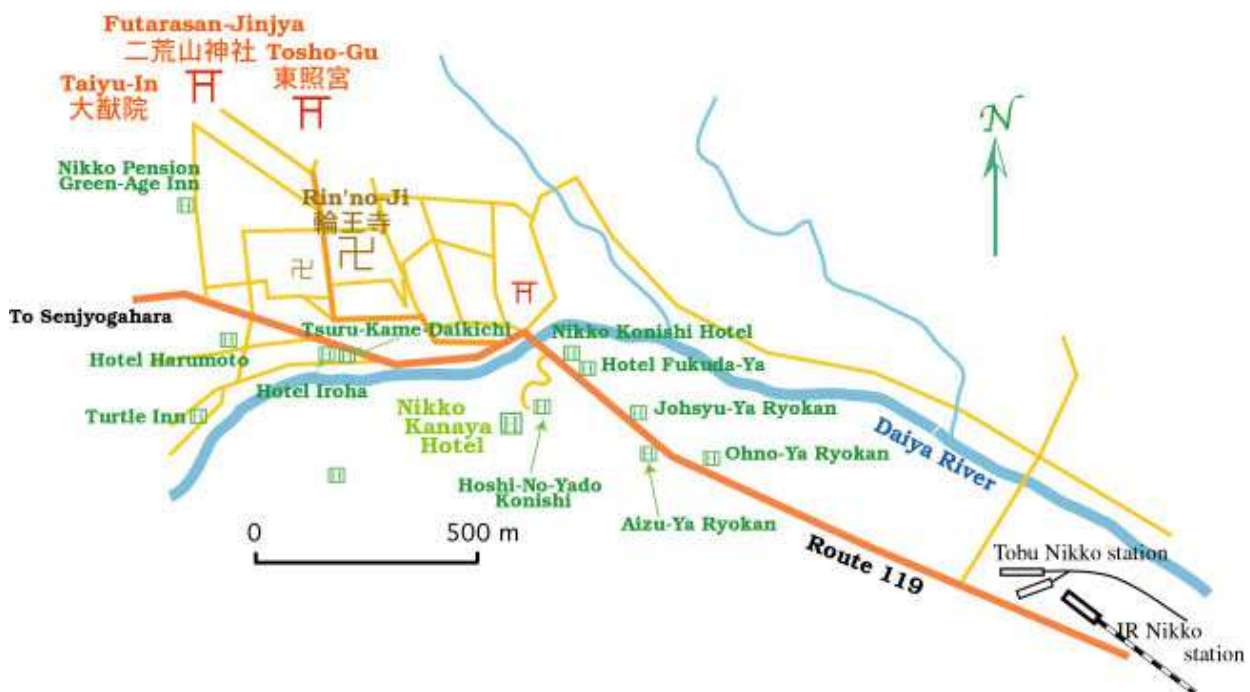 Futarasan-Jinjya
二荒山神社
Tosho-Gu
東照宮
Taiyu-In
大猷院
N
Nikko Pension
Green-Age Inn
Rin'no-Ji
輪王寺
卍
卍
To Senjyogahara
Tsuru-Kame-Daikichi
Nikko Konishi Hotel
Hotel Harumoto
Hotel Fukuda-Ya
Hotel Iroha
Turtle Inn
Nikko
Kanaya
Hotel
Johsyu-Ya Ryokan
Daiya River
Ohno-Ya Ryokan
Hoshi-No-Yado
Konishi
Aizu-Ya Ryokan
0 500 m
Route 119
Tobu Nikko station
JR Nikko
station